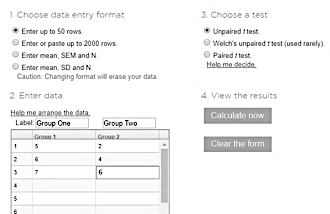 1. Choose data entry format
Enter up to 50 rows.
Enter or paste up to 2000 rows.
Enter mean, SEM and N.
Enter mean, SD and N.
Caution: Changing format will erase your data.
2. Enter data
Help me arrange the data.
Label: Group One Group Two
Group 1 Group 2
1 5 2
2 6 4
3 7 6
4
5
6
3. Choose a test
Unpaired t test.
Welch's unpaired t test (used rarely)
Paired t test.
Help me decide.
4. View the results
Calculate now
Clear the form